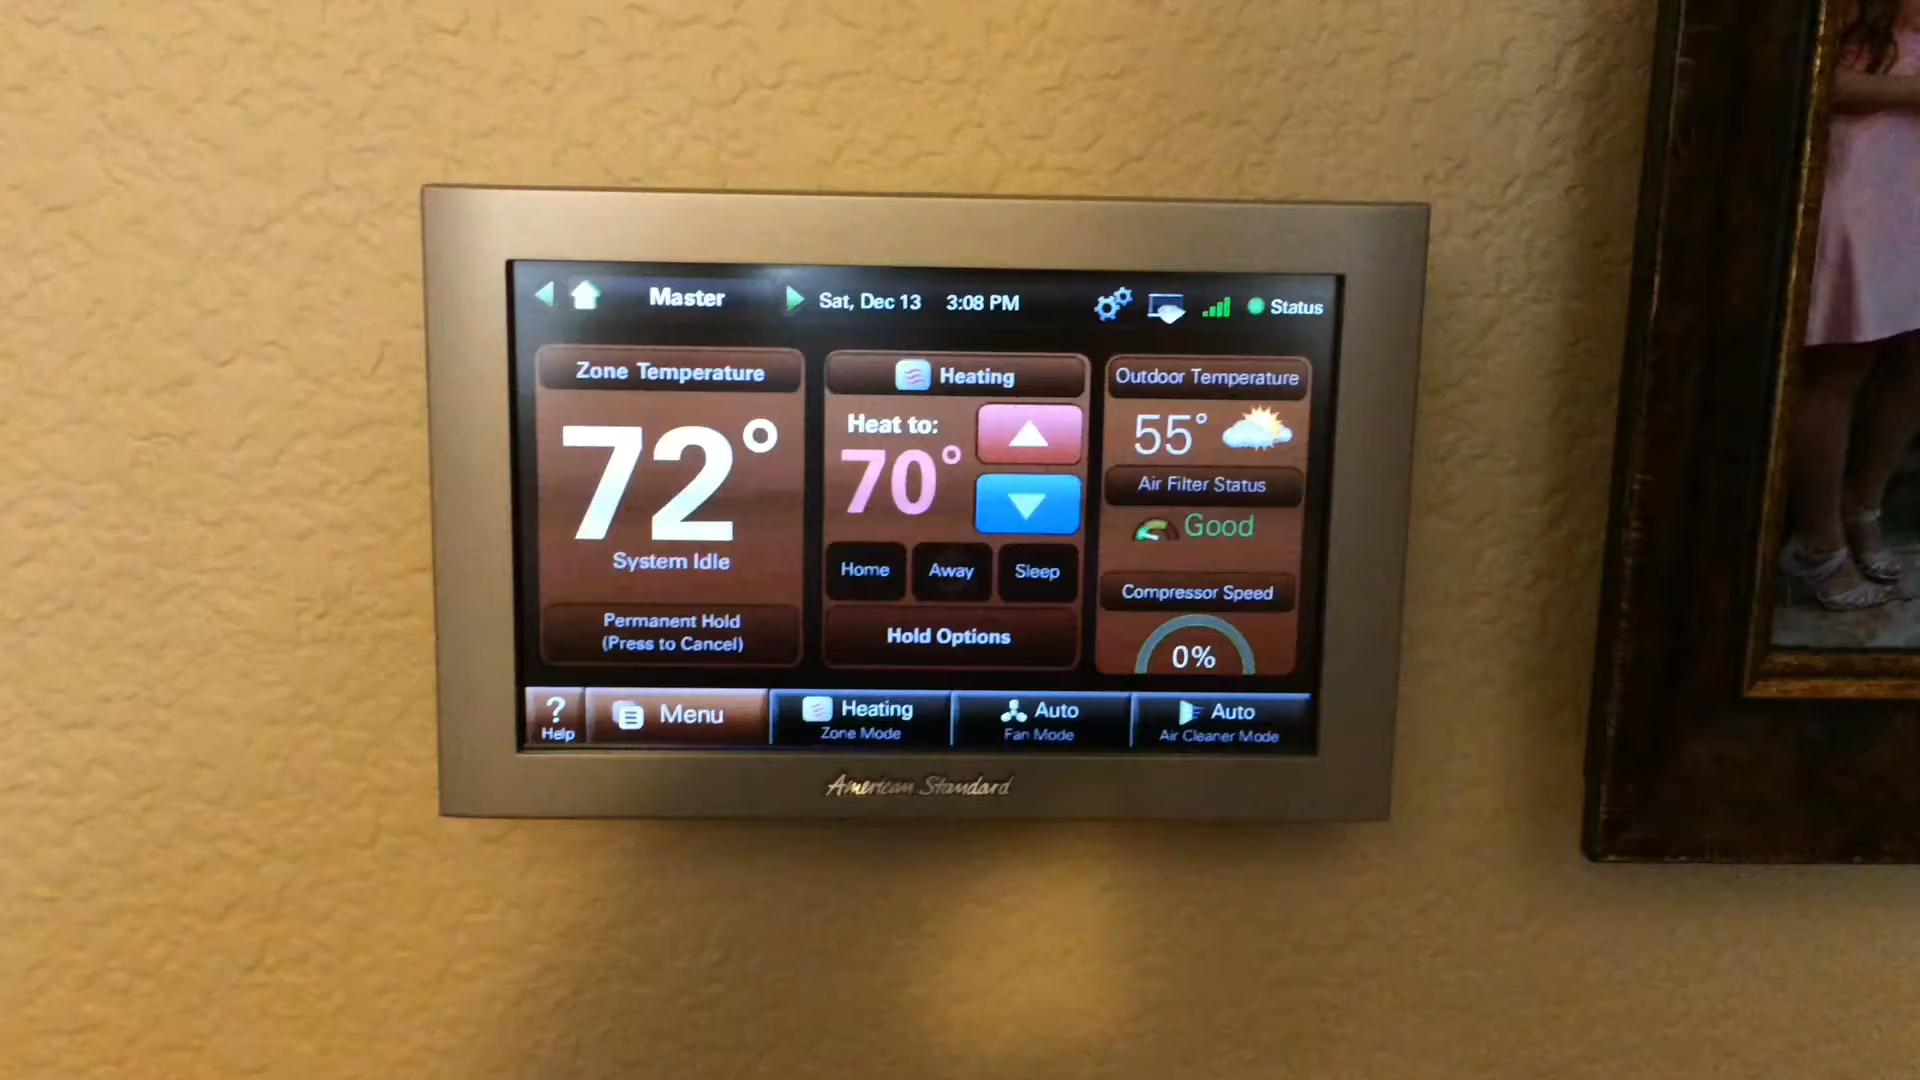 Master
Sat, Dec 13 3:08 PM
Status
Zone Temperature
72°
System Idle
Permanent Hold
(Press to Cancel)
Heating
Heat to:
70°
Home Away Sleep
Hold Options
Outdoor Temperature
55°
Air Filter Status
Good
Compressor Speed
0%
?
Help
Menu
Heating
Zone Mode
Auto
Fan Mode
Auto
Air Cleaner Mode
American Standard